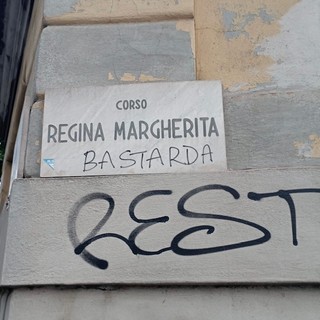 CORSO
REGINA MARGHERITA
BASTARDA
REST